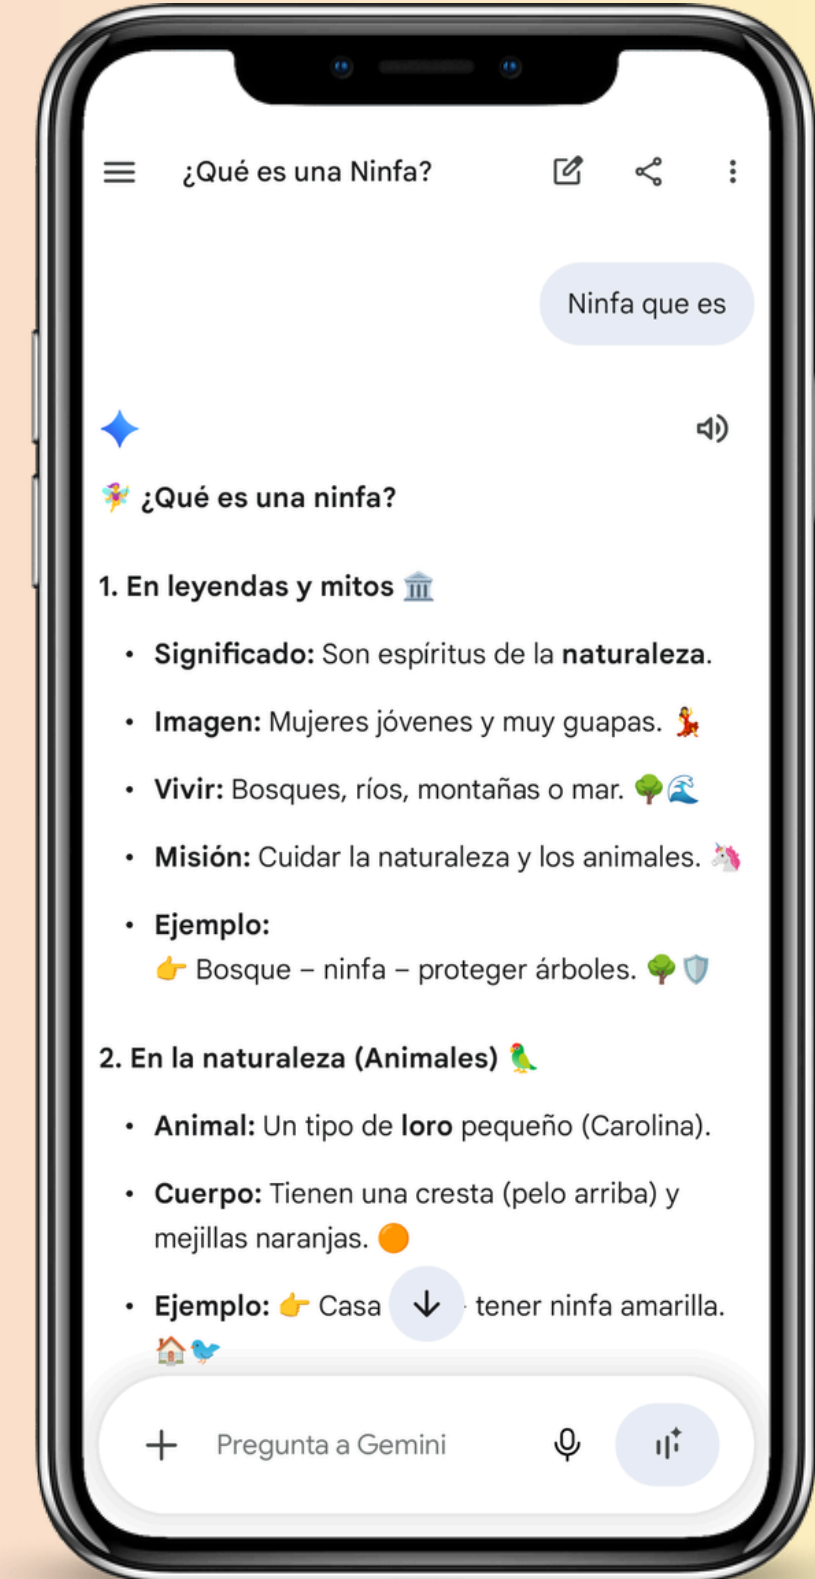 ¿Qué es una Ninfa?
Ninfa que es
¿Qué es una ninfa?
1. En leyendas y mitos
• Significado: Son espíritus de la naturaleza.
• Imagen: Mujeres jóvenes y muy guapas.
• Vivir: Bosques, ríos, montañas o mar.
• Misión: Cuidar la naturaleza y los animales.
• Ejemplo:
Bosque – ninfa – proteger árboles.
2. En la naturaleza (Animales)
• Animal: Un tipo de loro pequeño (Carolina).
• Cuerpo: Tienen una cresta (pelo arriba) y
mejillas naranjas.
• Ejemplo: Casa tener ninfa amarilla.
Pregunta a Gemini